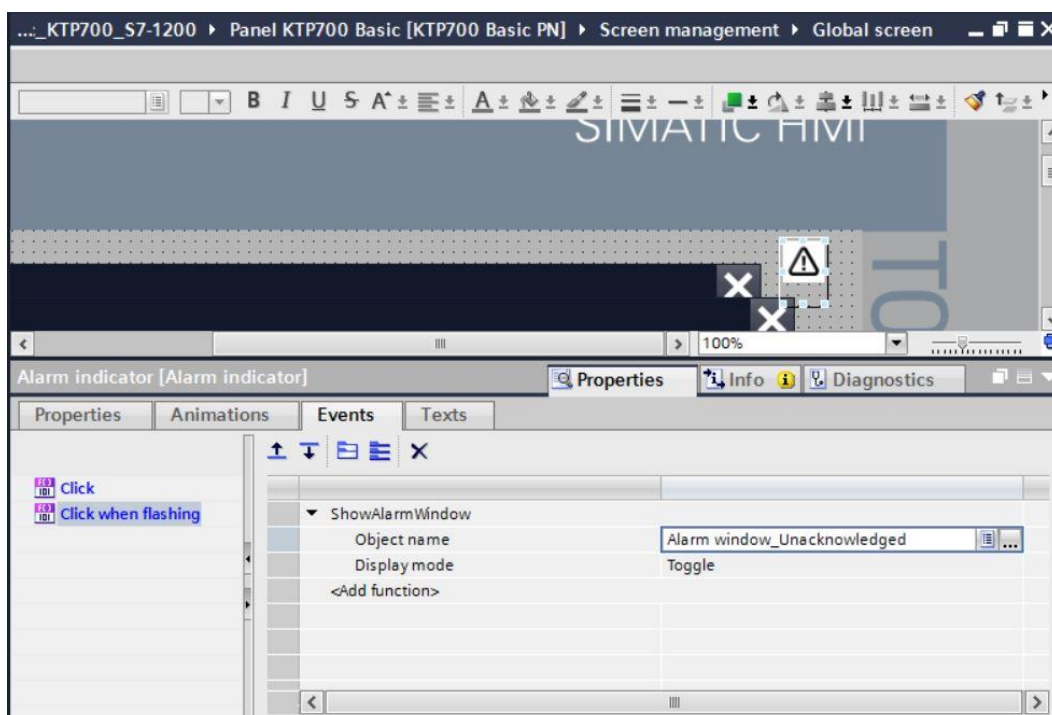 ..._KTP700_S7-1200 ▸ Panel KTP700 Basic [KTP700 Basic PN] ▸ Screen management ▸ Global screen
B I U S A A
SIMATIC HMI
TO
100%
Alarm indicator [Alarm indicator] Properties Info Diagnostics
Properties Animations Events Texts
Click
Click when flashing
ShowAlarmWindow
Object name Alarm window_Unacknowledged ...
Display mode Toggle
<Add function>